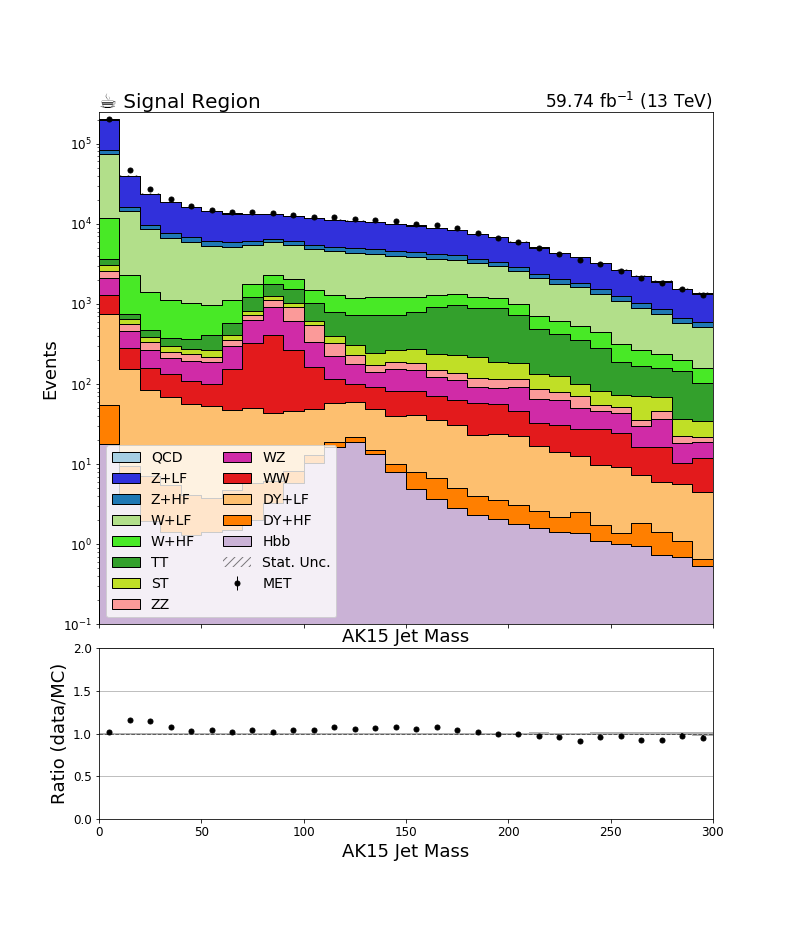 ☕ Signal Region 59.74 fb⁻¹ (13 TeV)
Events
10⁵
10⁴
10³
10²
10¹
10⁰
10⁻¹
QCD WZ
Z+LF WW
Z+HF DY+LF
W+LF DY+HF
W+HF Hbb
TT Stat. Unc.
ST MET
ZZ
AK15 Jet Mass
Ratio (data/MC)
2.0
1.5
1.0
0.5
0.0
0 50 100 150 200 250 300
AK15 Jet Mass